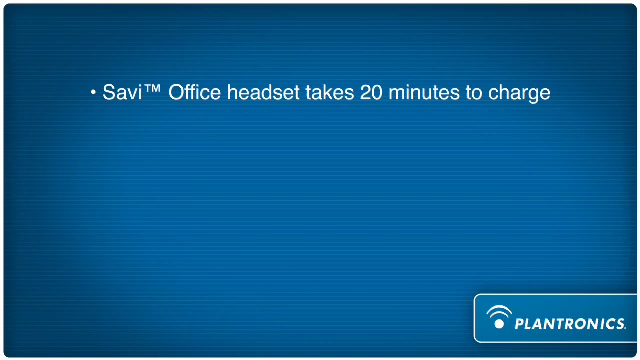 • Savi™ Office headset takes 20 minutes to charge
PLANTRONICS.